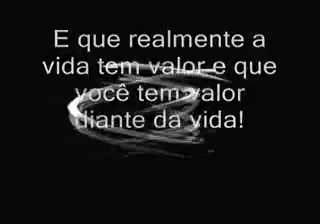 E que realmente a
vida tem valor e que
você tem valor
diante da vida!